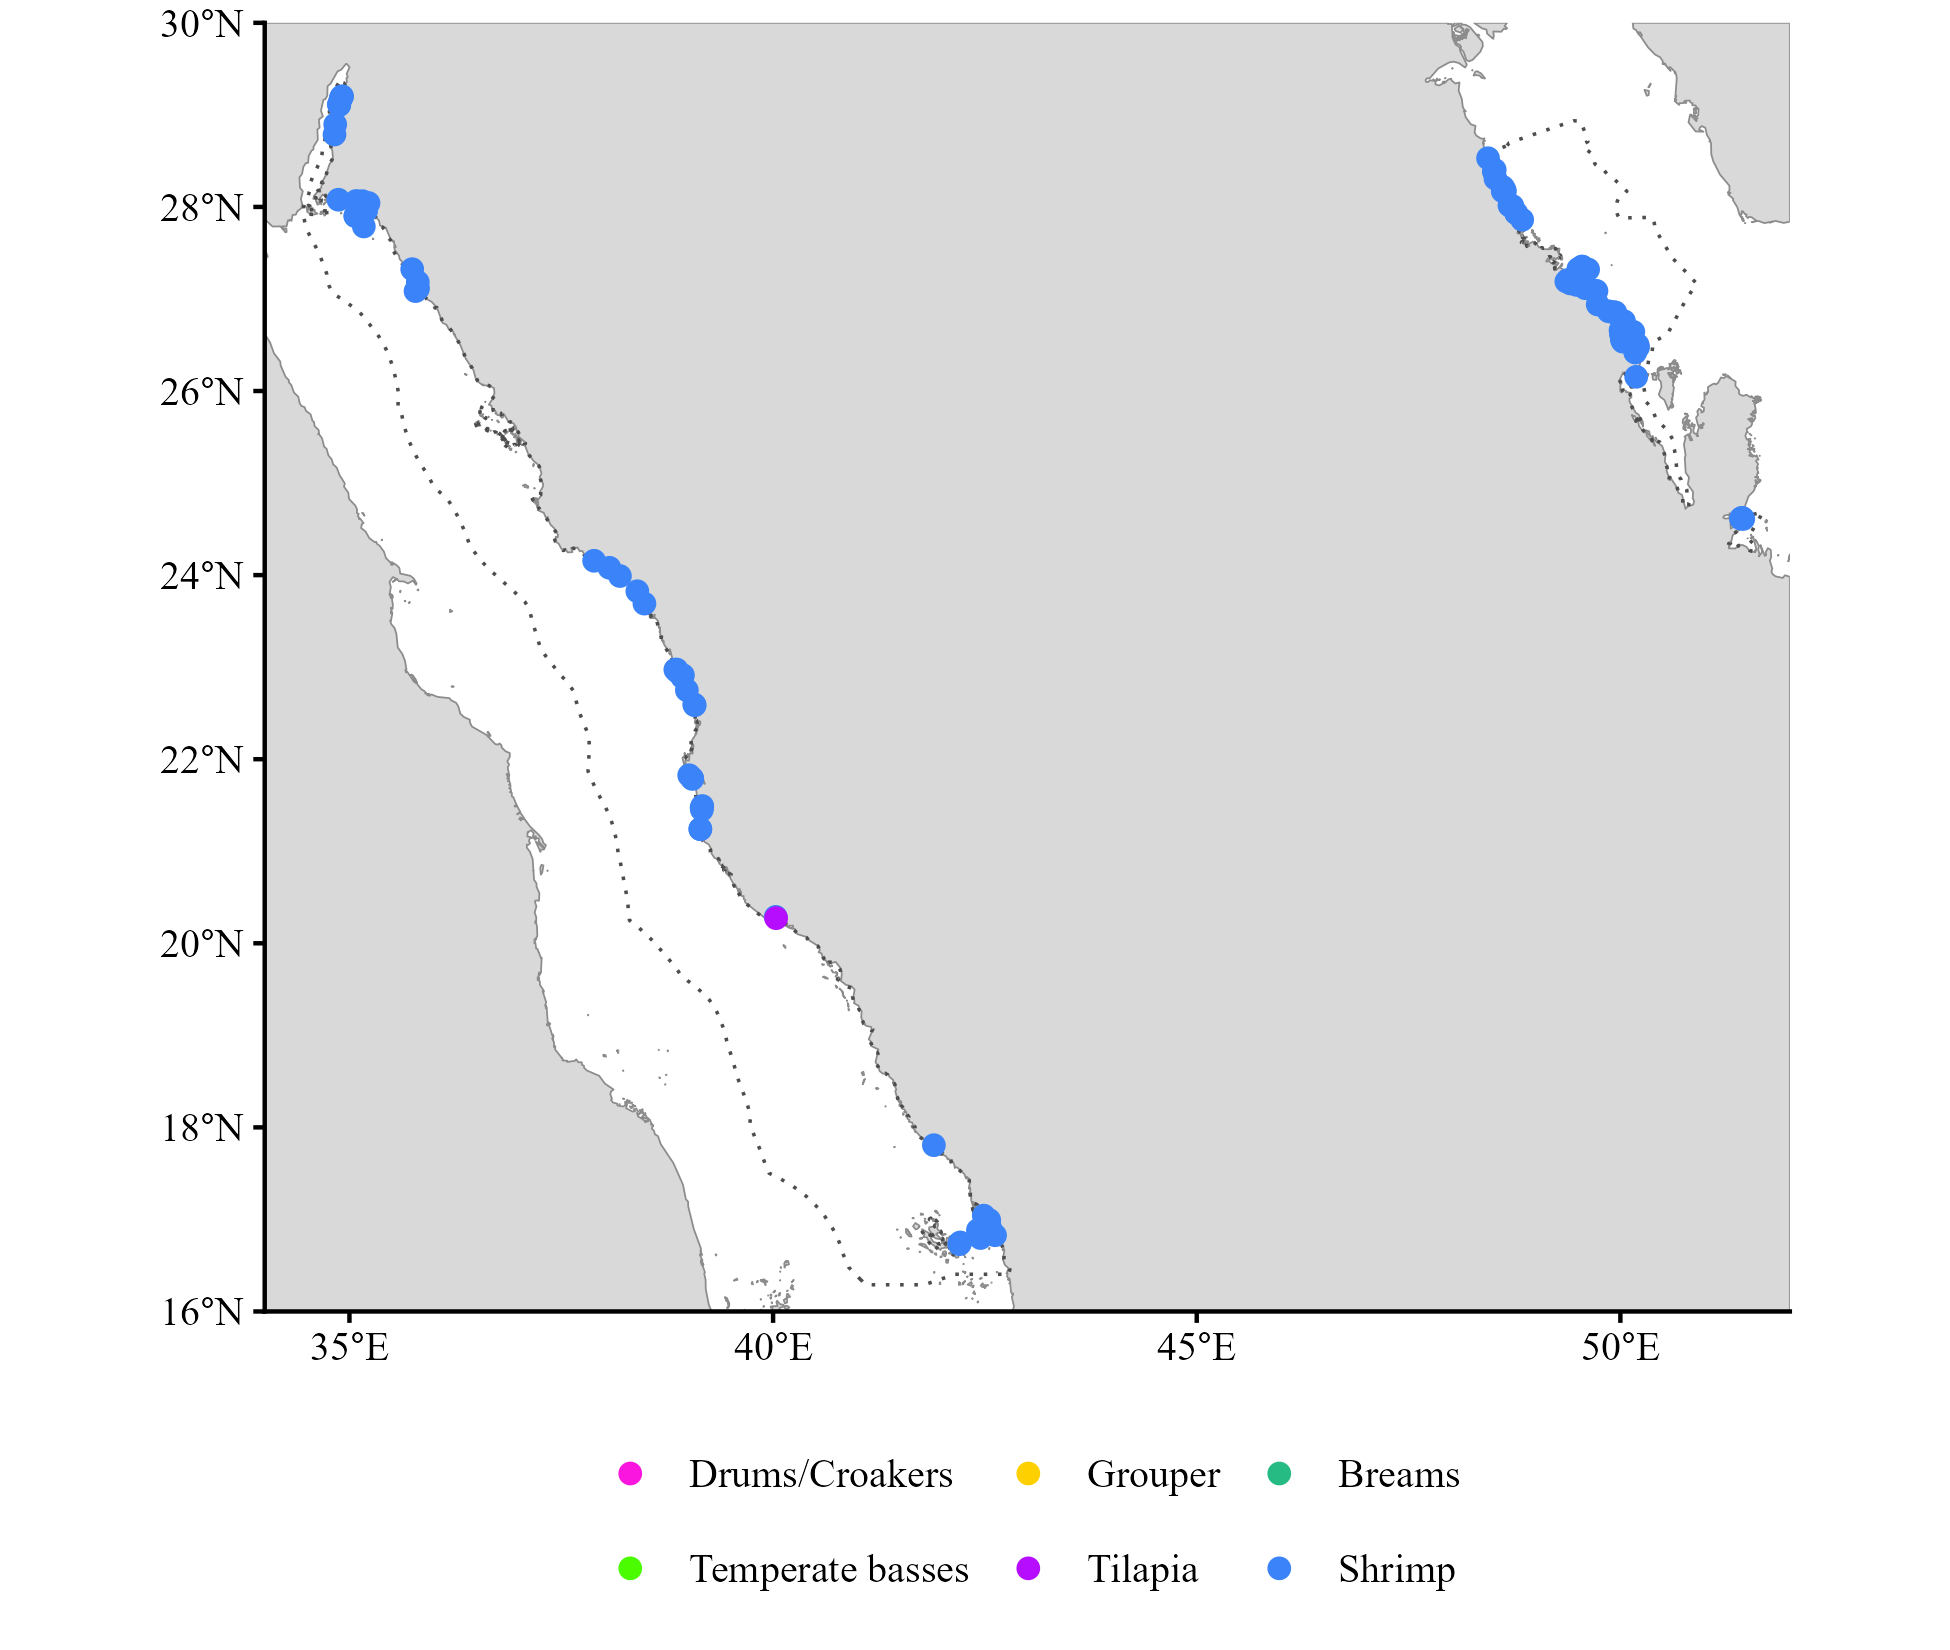 30°N
28°N
26°N
24°N
22°N
20°N
18°N
16°N
35°E 40°E 45°E 50°E
Drums/Croakers Grouper Breams
Temperate basses Tilapia Shrimp